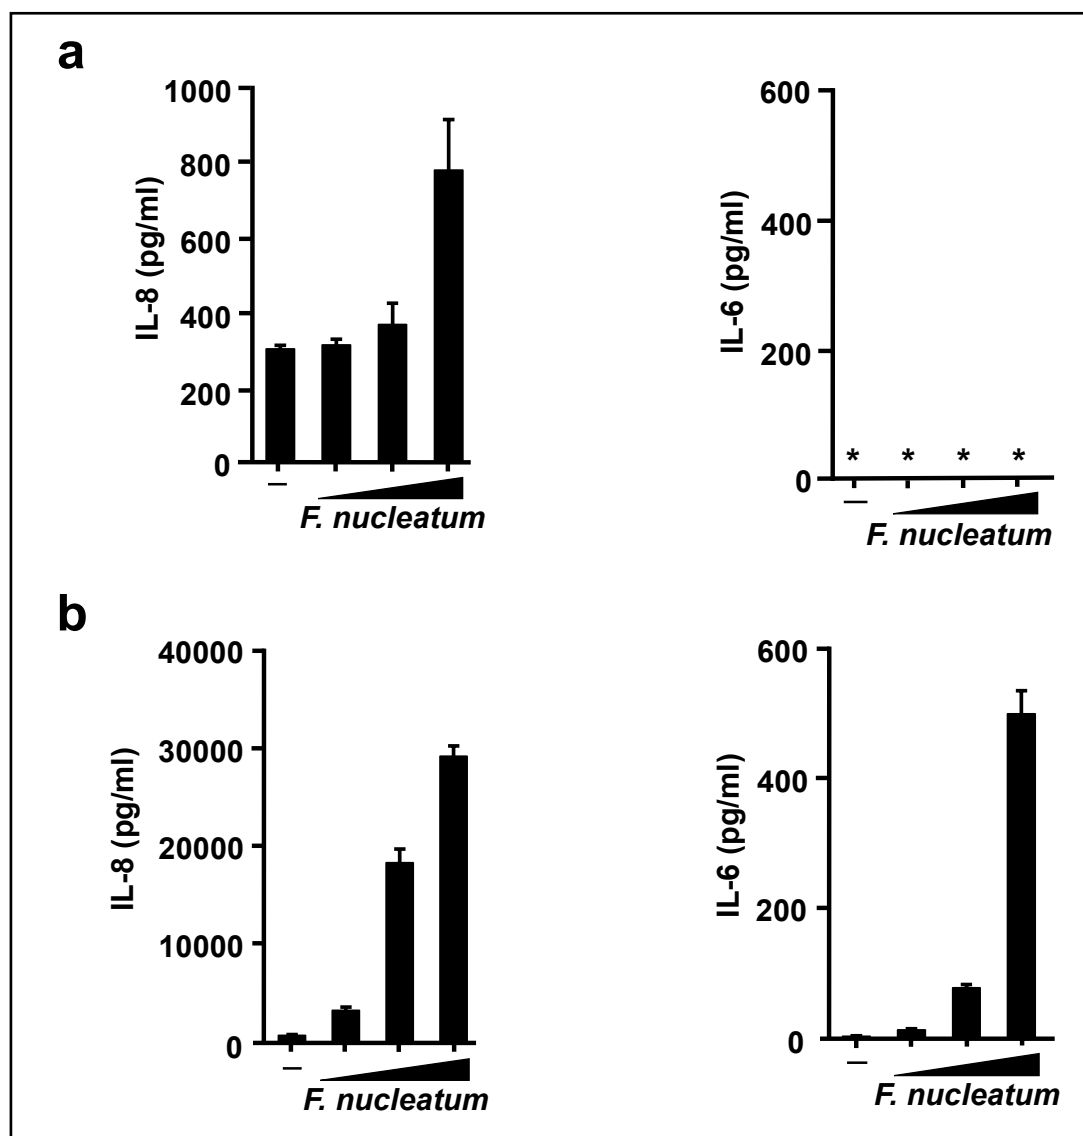 a
1000
800
600
400
200
0
IL-8 (pg/ml)
–
F. nucleatum
600
400
200
0
IL-6 (pg/ml)
* * * *
–
F. nucleatum
b
40000
30000
20000
10000
0
IL-8 (pg/ml)
–
F. nucleatum
600
400
200
0
IL-6 (pg/ml)
–
F. nucleatum